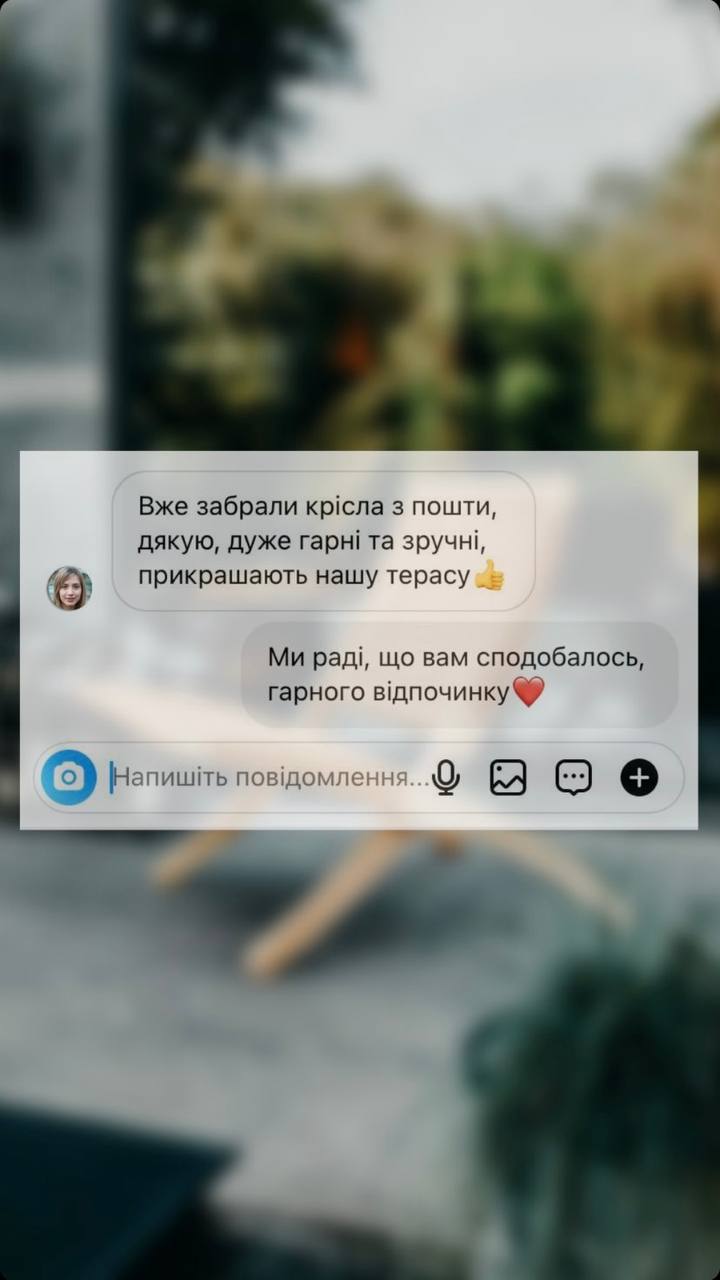 Вже забрали крісла з пошти,
дякую, дуже гарні та зручні,
прикрашають нашу терасу👍
Ми раді, що вам сподобалось,
гарного відпочинку❤️
Напишіть повідомлення...